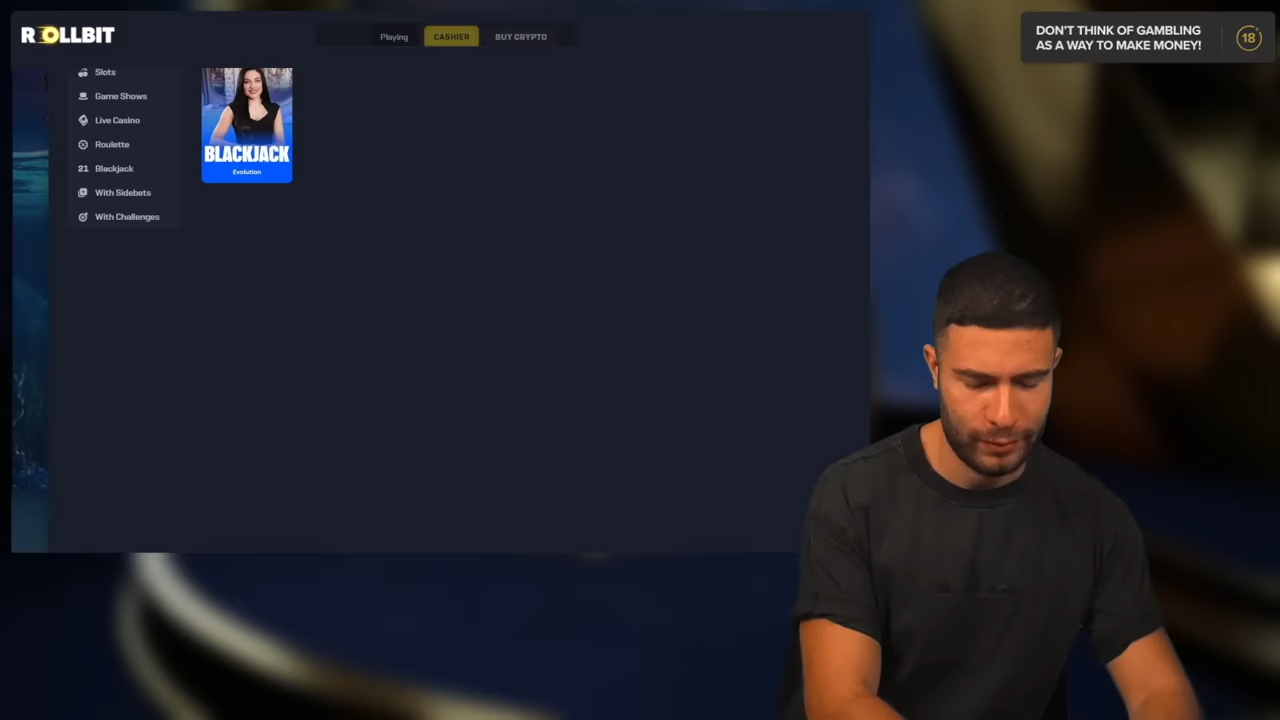 ROLLBIT
Playing
CASHIER
BUY CRYPTO
DON'T THINK OF GAMBLING
AS A WAY TO MAKE MONEY!
18+
Slots
Game Shows
Live Casino
Roulette
21 Blackjack
With Sidebets
With Challenges
BLACKJACK
Evolution